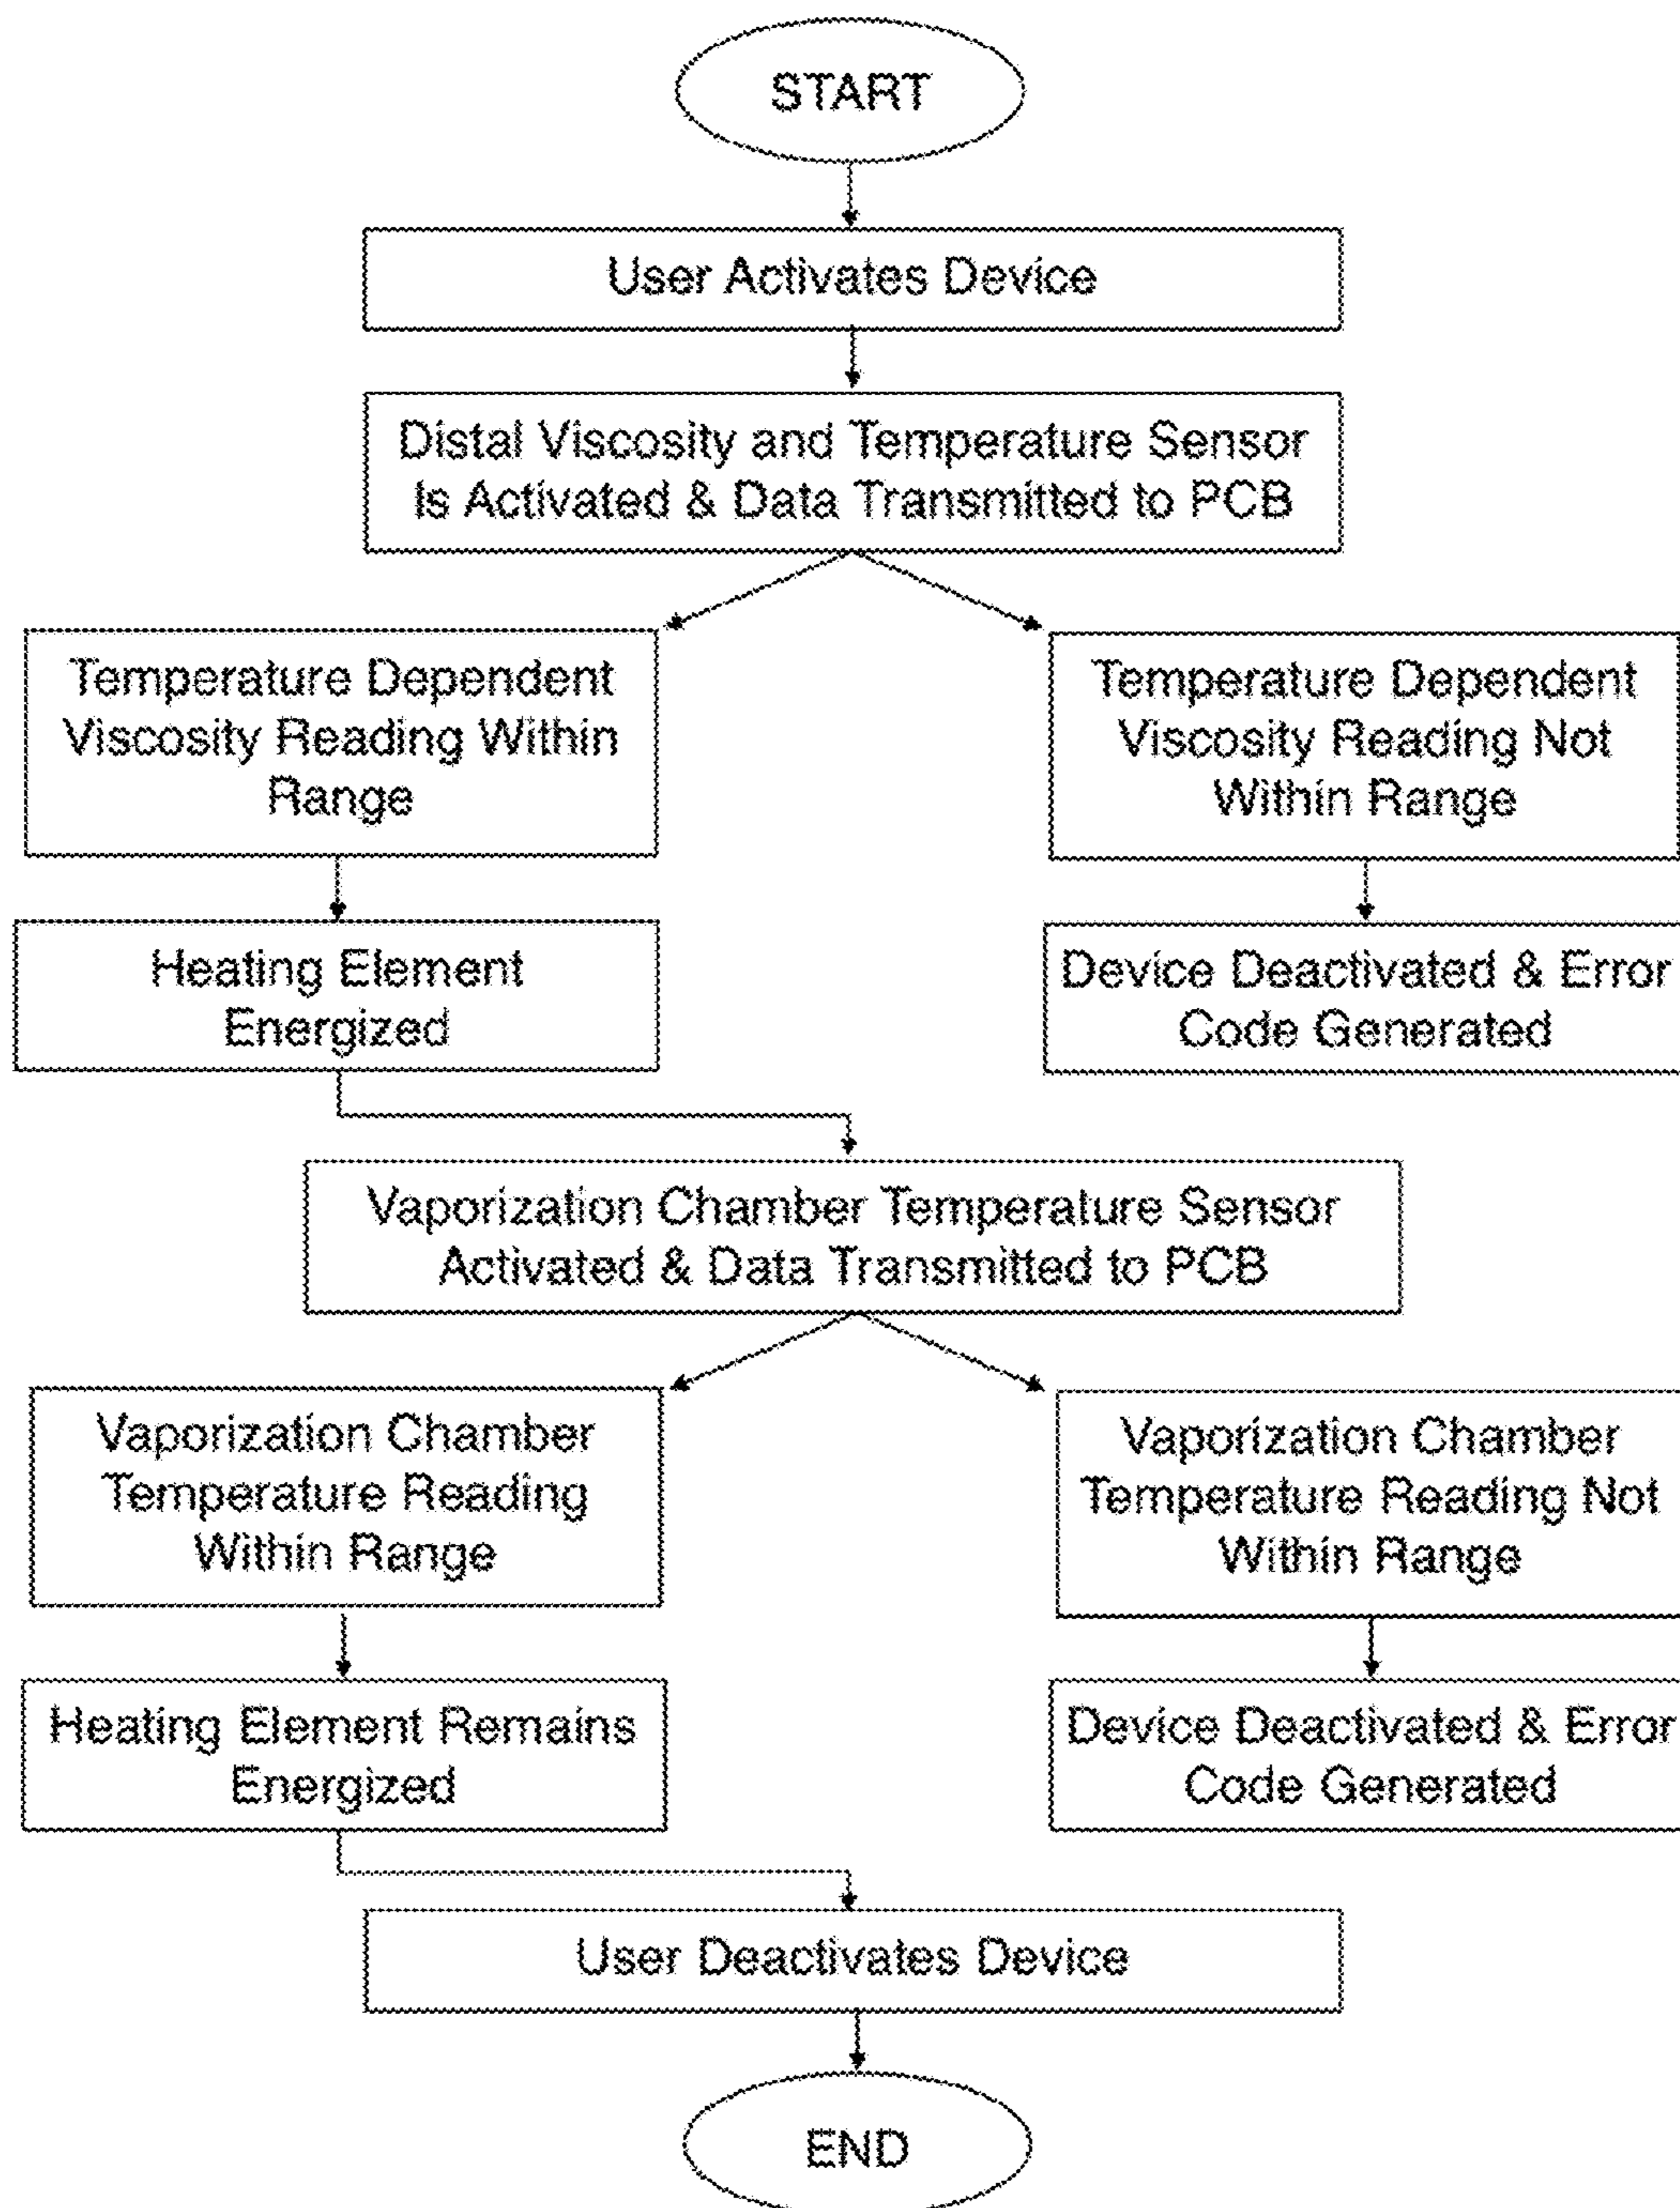 START
User Activates Device
Distal Viscosity and Temperature Sensor
Is Activated & Data Transmitted to PCB
Temperature Dependent
Viscosity Reading Within
Range
Temperature Dependent
Viscosity Reading Not
Within Range
Heating Element
Energized
Device Deactivated & Error
Code Generated
Vaporization Chamber Temperature Sensor
Activated & Data Transmitted to PCB
Vaporization Chamber
Temperature Reading
Within Range
Vaporization Chamber
Temperature Reading Not
Within Range
Heating Element Remains
Energized
Device Deactivated & Error
Code Generated
User Deactivates Device
END